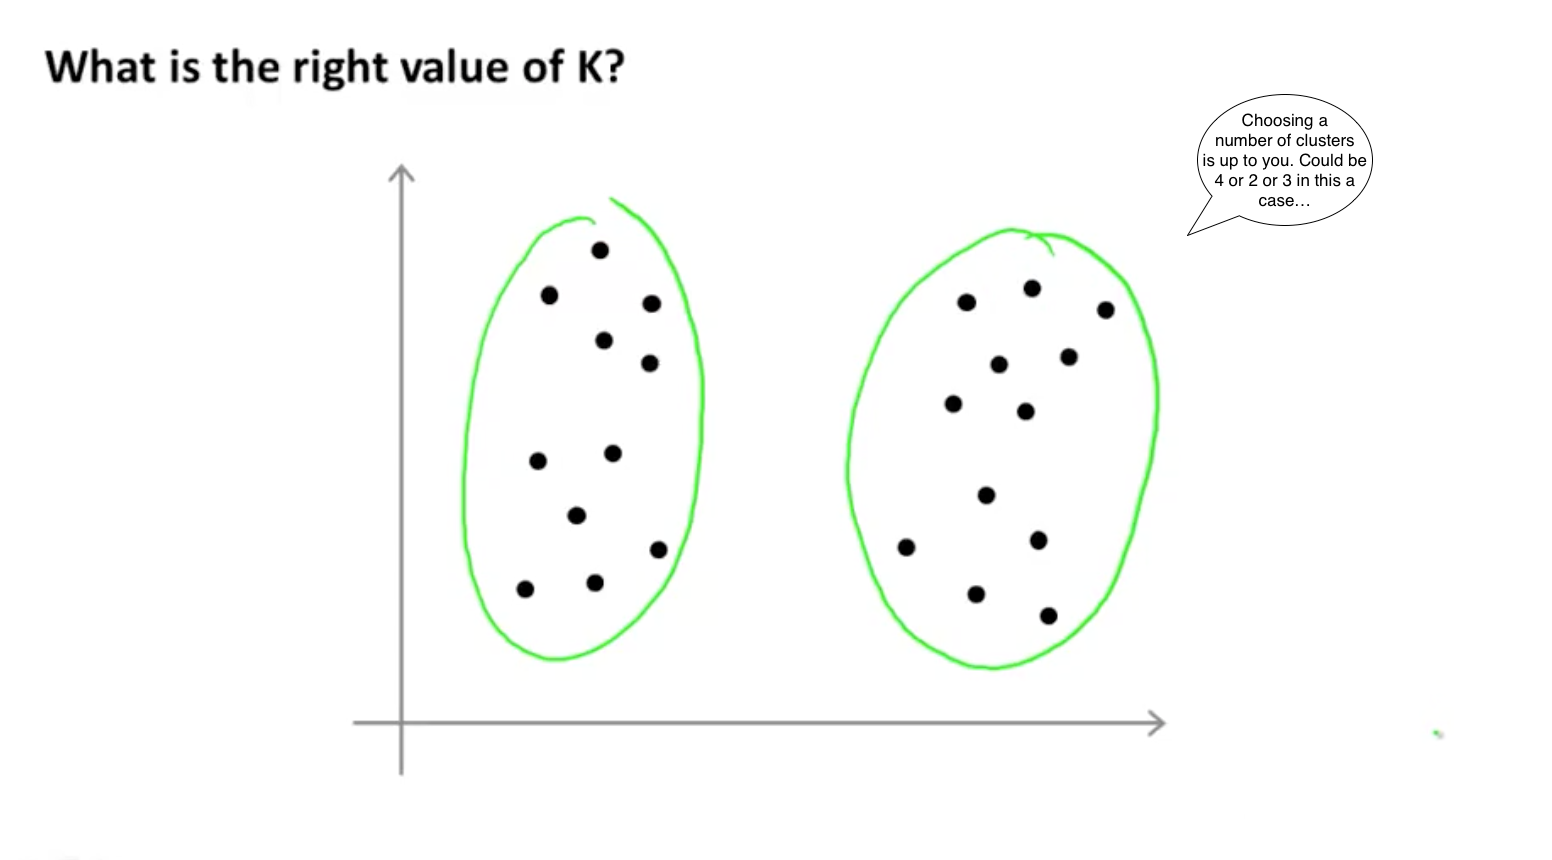 What is the right value of K?
Choosing a
number of clusters
is up to you. Could be
4 or 2 or 3 in this a
case…